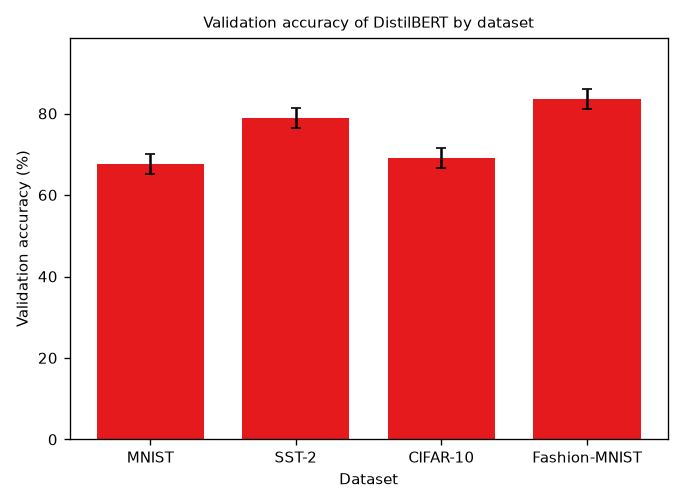 Validation accuracy of DistilBERT by dataset
Validation accuracy (%)
80
60
40
20
0
MNIST
SST-2
CIFAR-10
Fashion-MNIST
Dataset